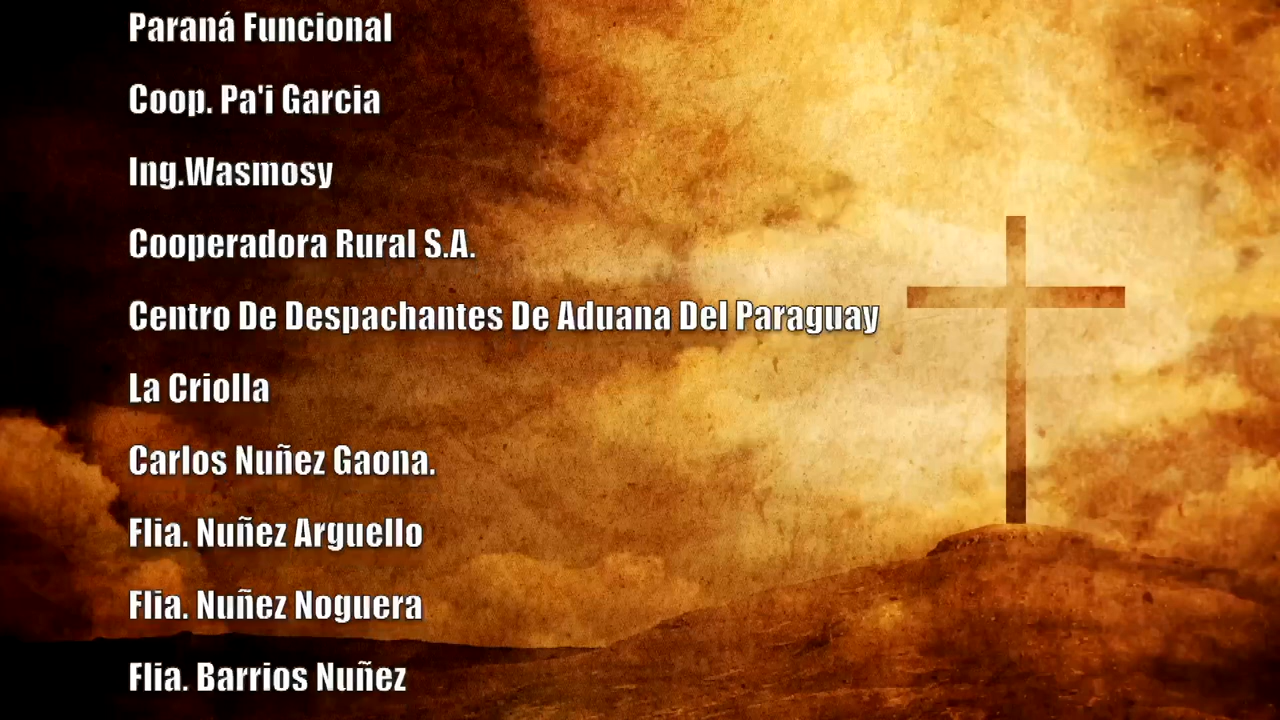 Paraná Funcional
Coop. Pa'i Garcia
Ing.Wasmosy
Cooperadora Rural S.A.
Centro De Despachantes De Aduana Del Paraguay
La Criolla
Carlos Nuñez Gaona.
Flia. Nuñez Arguello
Flia. Nuñez Noguera
Flia. Barrios Nuñez